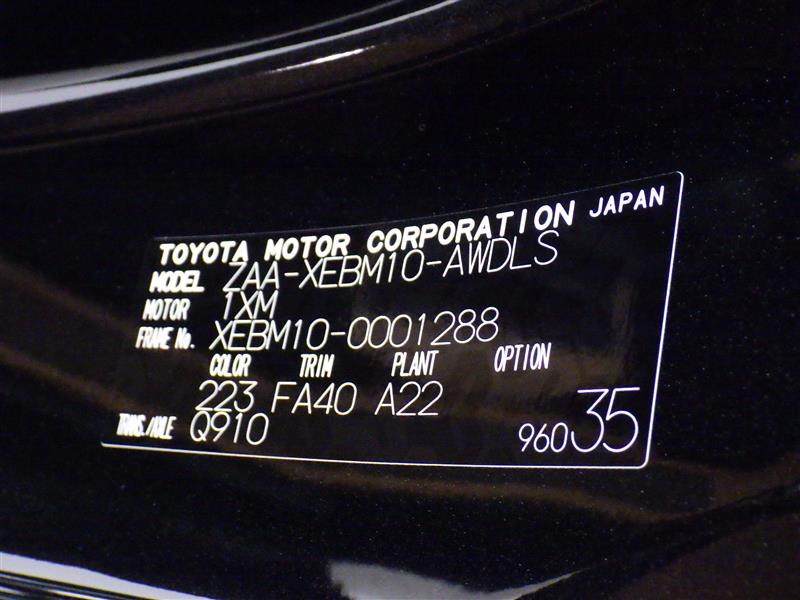 TOYOTA MOTOR CORPORATION JAPAN
MODEL ZAA-XEBM10-AWDLS
MOTOR 1XM
FRAME No. XEBM10-0001288
COLOR TRIM PLANT OPTION
223 FA40 A22
TRANS./AXLE Q910
960 35